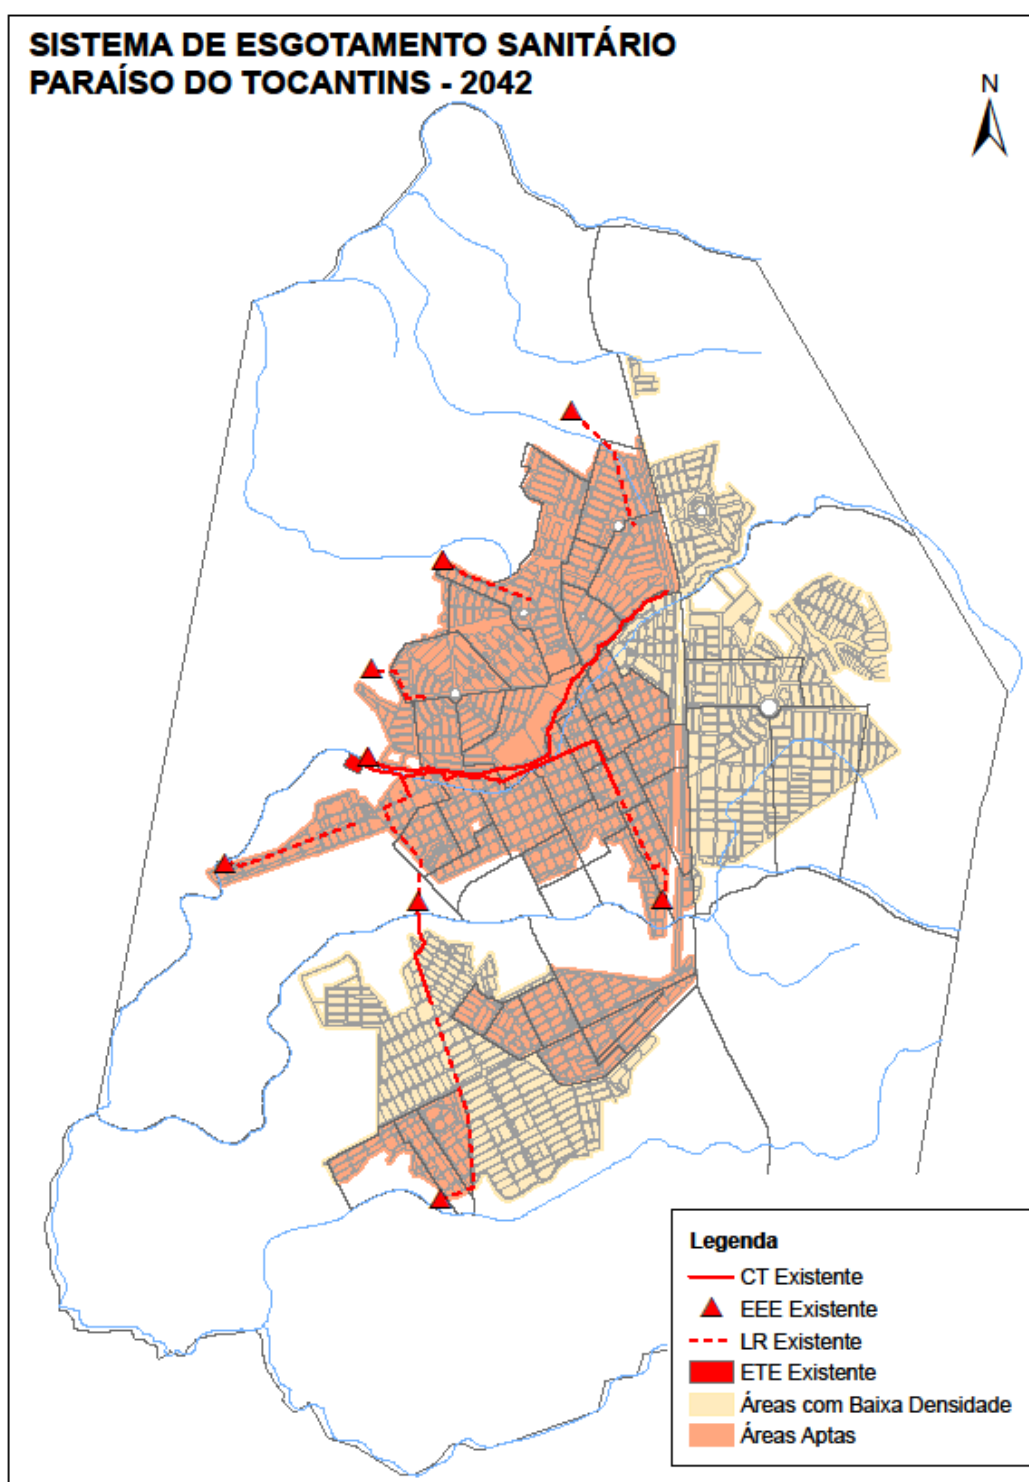 SISTEMA DE ESGOTAMENTO SANITÁRIO
PARAÍSO DO TOCANTINS - 2042
N
Legenda
CT Existente
EEE Existente
LR Existente
ETE Existente
Áreas com Baixa Densidade
Áreas Aptas